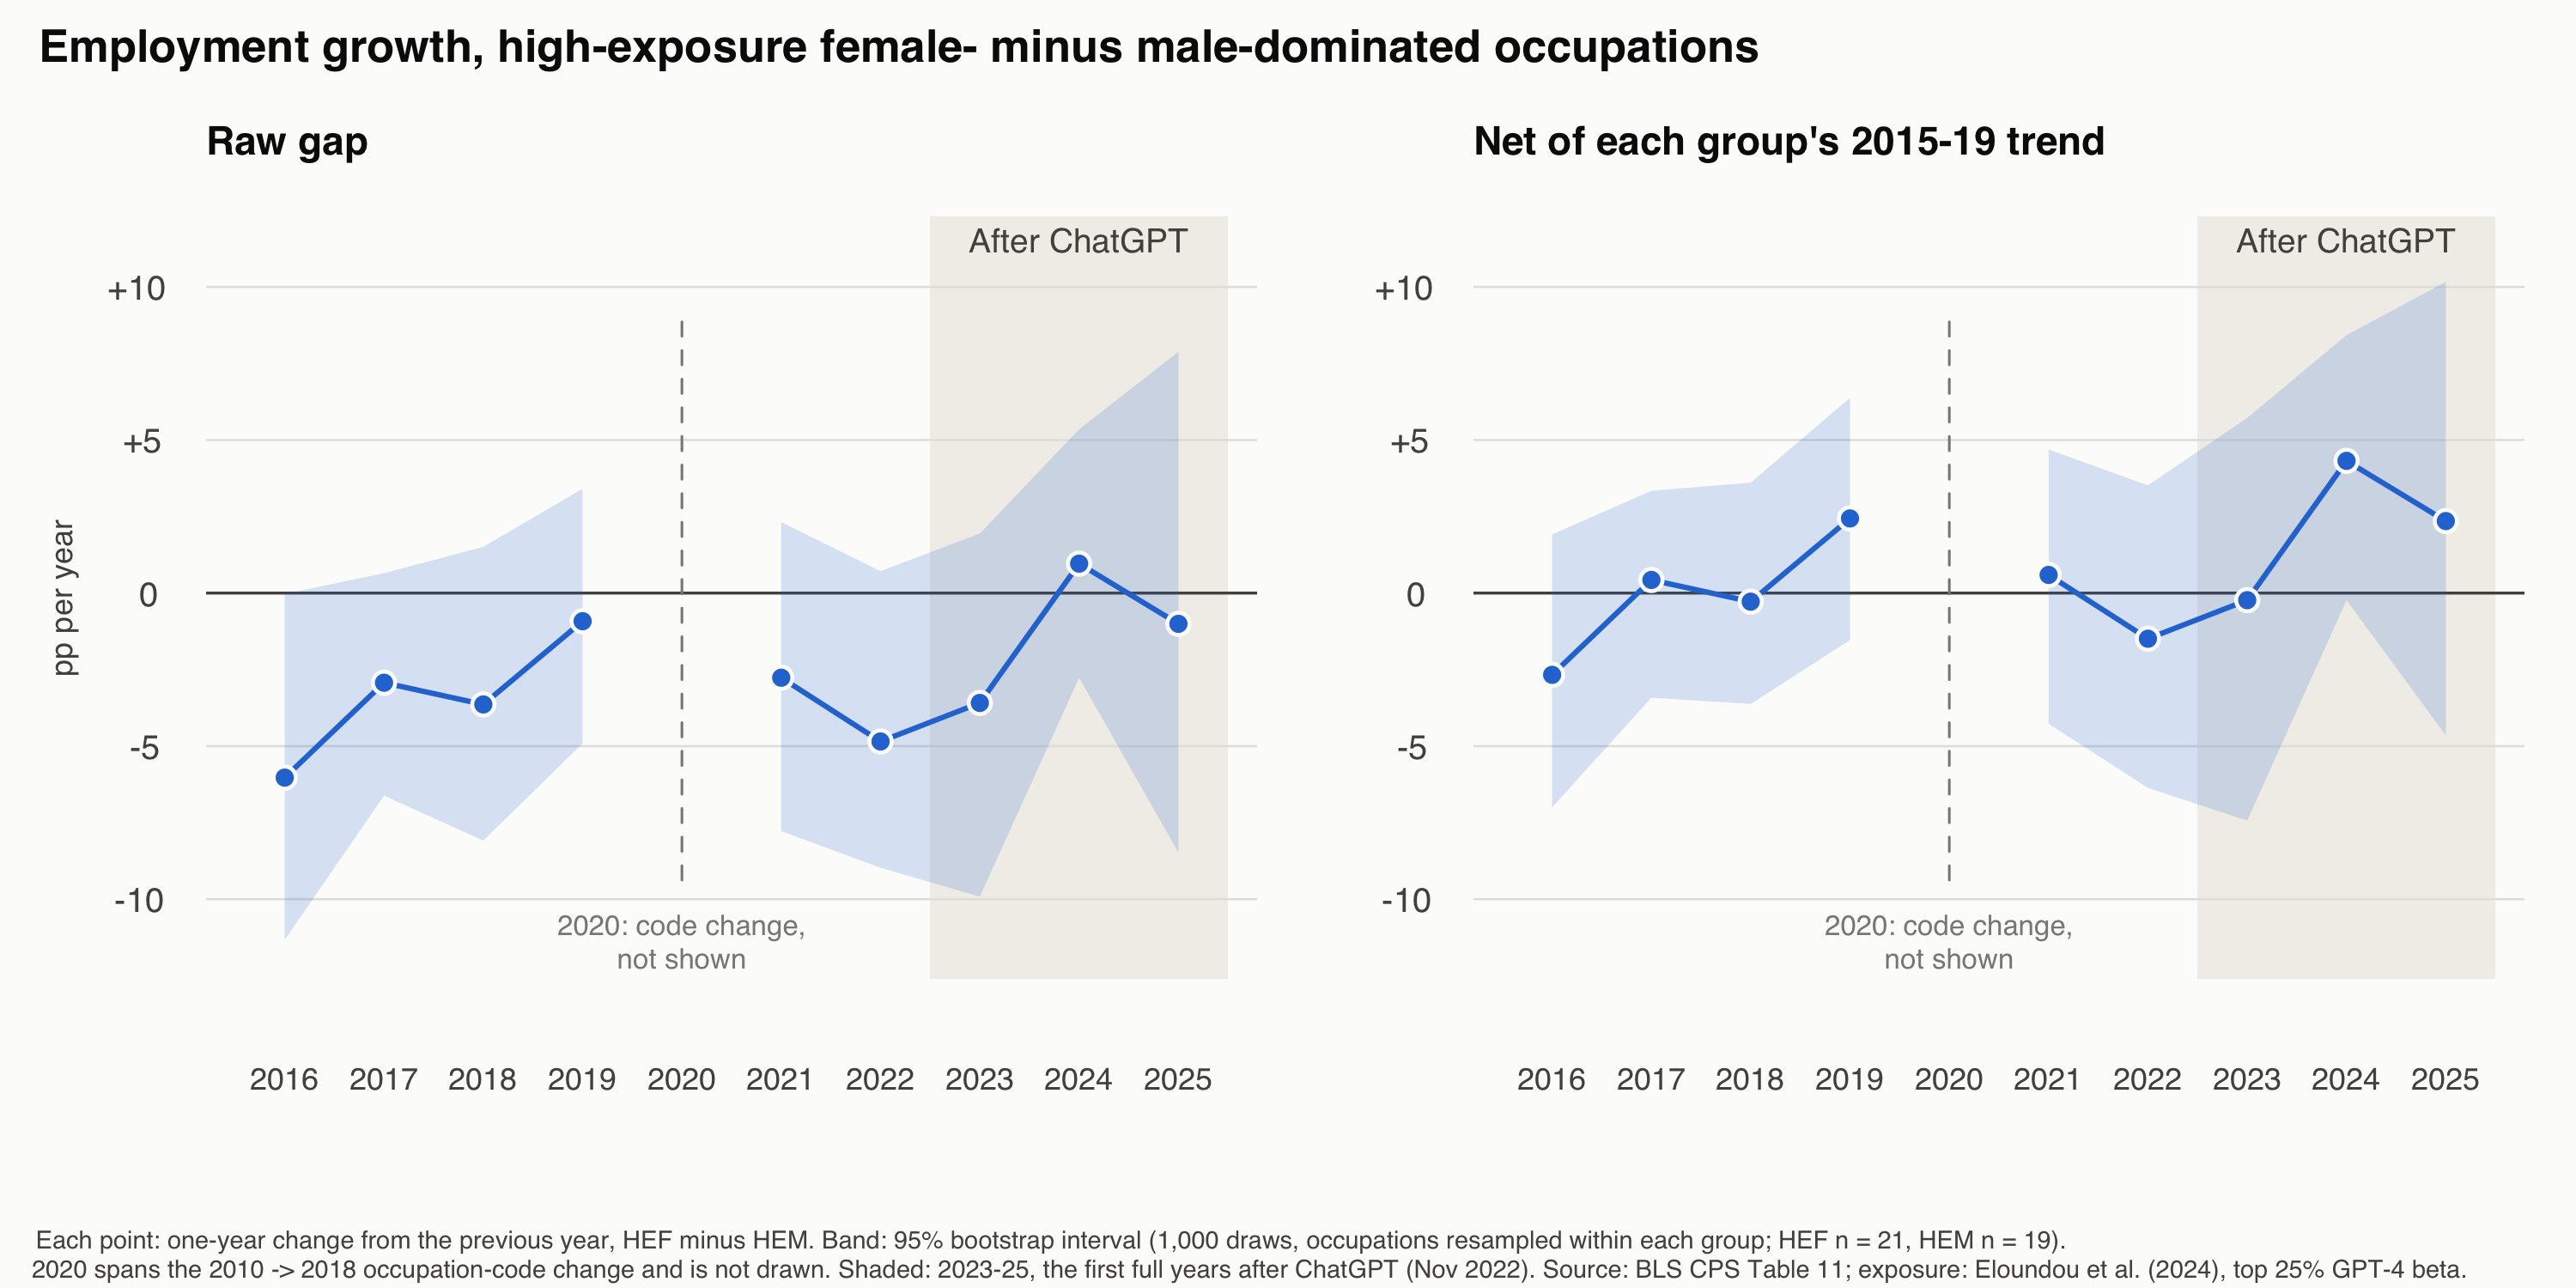 Employment growth, high-exposure female- minus male-dominated occupations
Raw gap
After ChatGPT
+10
+5
0
-5
-10
pp per year
2020: code change,
not shown
2016 2017 2018 2019 2020 2021 2022 2023 2024 2025
Net of each group's 2015-19 trend
After ChatGPT
+10
+5
0
-5
-10
2020: code change,
not shown
2016 2017 2018 2019 2020 2021 2022 2023 2024 2025
Each point: one-year change from the previous year, HEF minus HEM. Band: 95% bootstrap interval (1,000 draws, occupations resampled within each group; HEF n = 21, HEM n = 19).
2020 spans the 2010 -> 2018 occupation-code change and is not drawn. Shaded: 2023-25, the first full years after ChatGPT (Nov 2022). Source: BLS CPS Table 11; exposure: Eloundou et al. (2024), top 25% GPT-4 beta.